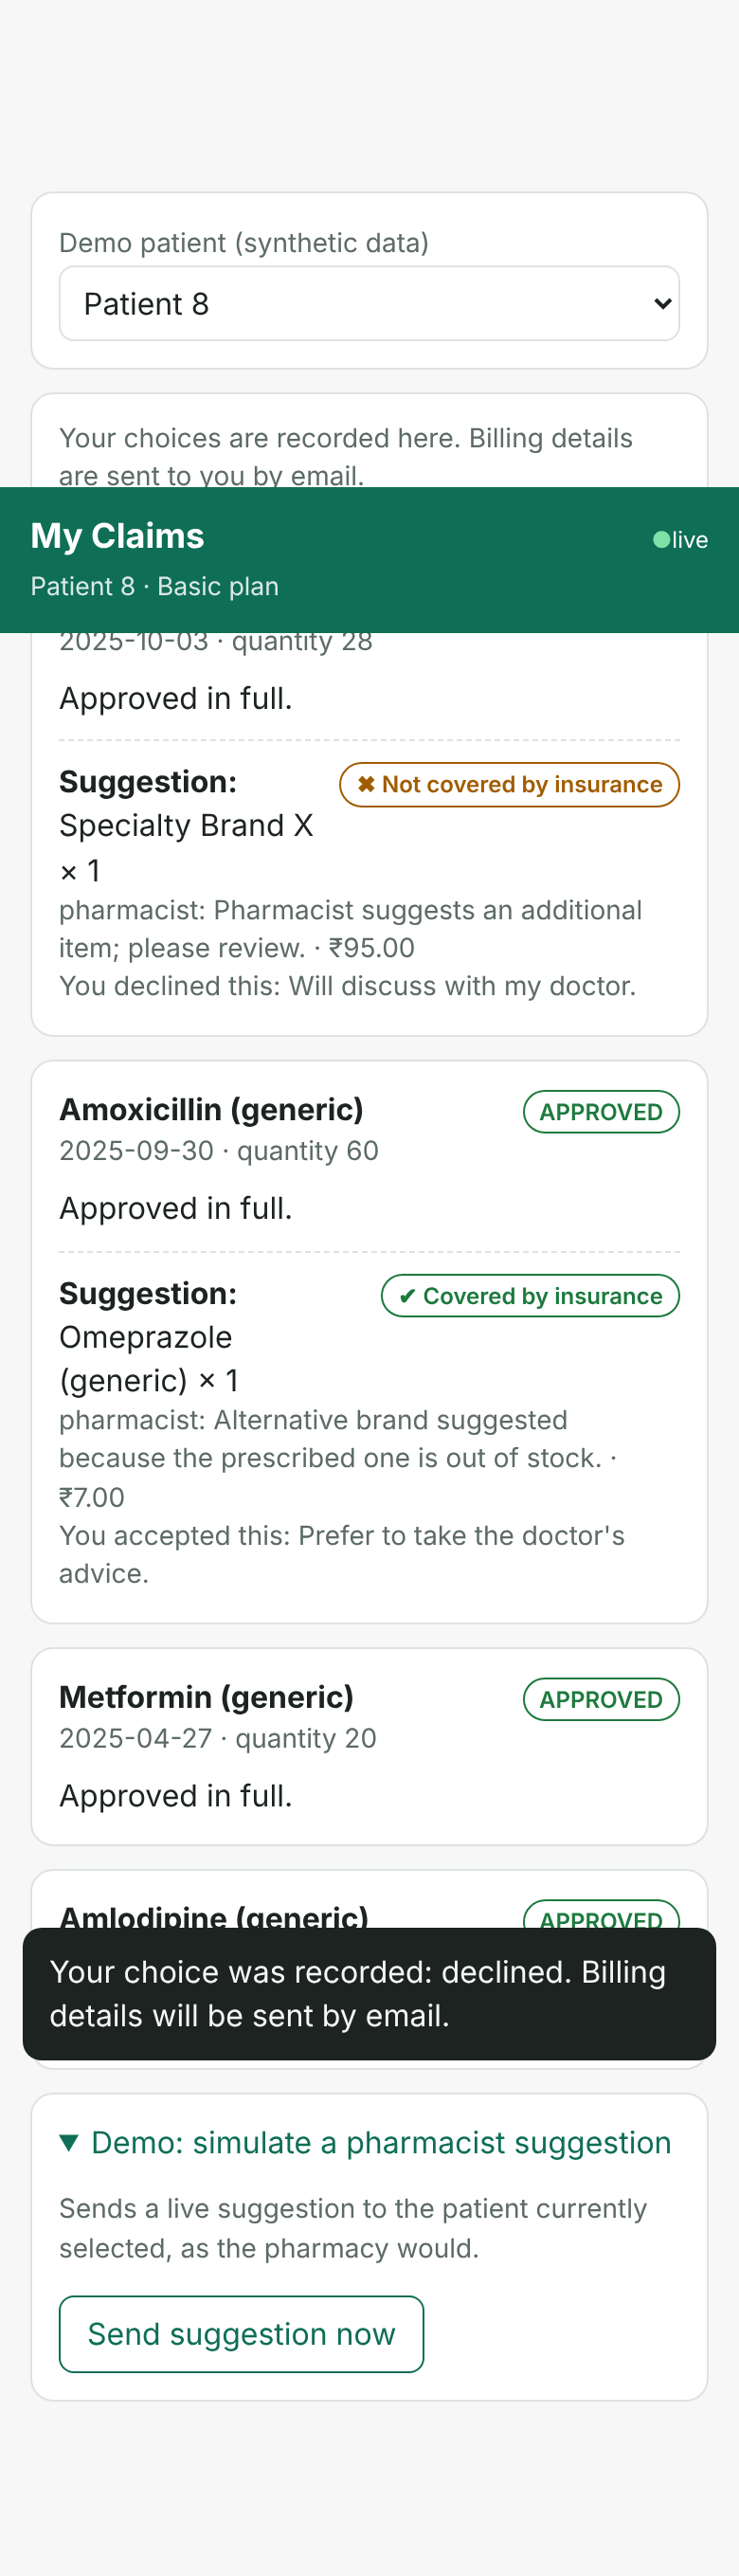 Demo patient (synthetic data)
Patient 8
Your choices are recorded here. Billing details
are sent to you by email.
My Claims
live
Patient 8 · Basic plan
2025-10-03 · quantity 28
Approved in full.
Suggestion:
✖ Not covered by insurance
Specialty Brand X
× 1
pharmacist: Pharmacist suggests an additional
item; please review. · ₹95.00
You declined this: Will discuss with my doctor.
Amoxicillin (generic)
APPROVED
2025-09-30 · quantity 60
Approved in full.
Suggestion:
✔ Covered by insurance
Omeprazole
(generic) × 1
pharmacist: Alternative brand suggested
because the prescribed one is out of stock. ·
₹7.00
You accepted this: Prefer to take the doctor's
advice.
Metformin (generic)
APPROVED
2025-04-27 · quantity 20
Approved in full.
Amlodipine (generic)
APPROVED
Your choice was recorded: declined. Billing
details will be sent by email.
▼ Demo: simulate a pharmacist suggestion
Sends a live suggestion to the patient currently
selected, as the pharmacy would.
Send suggestion now